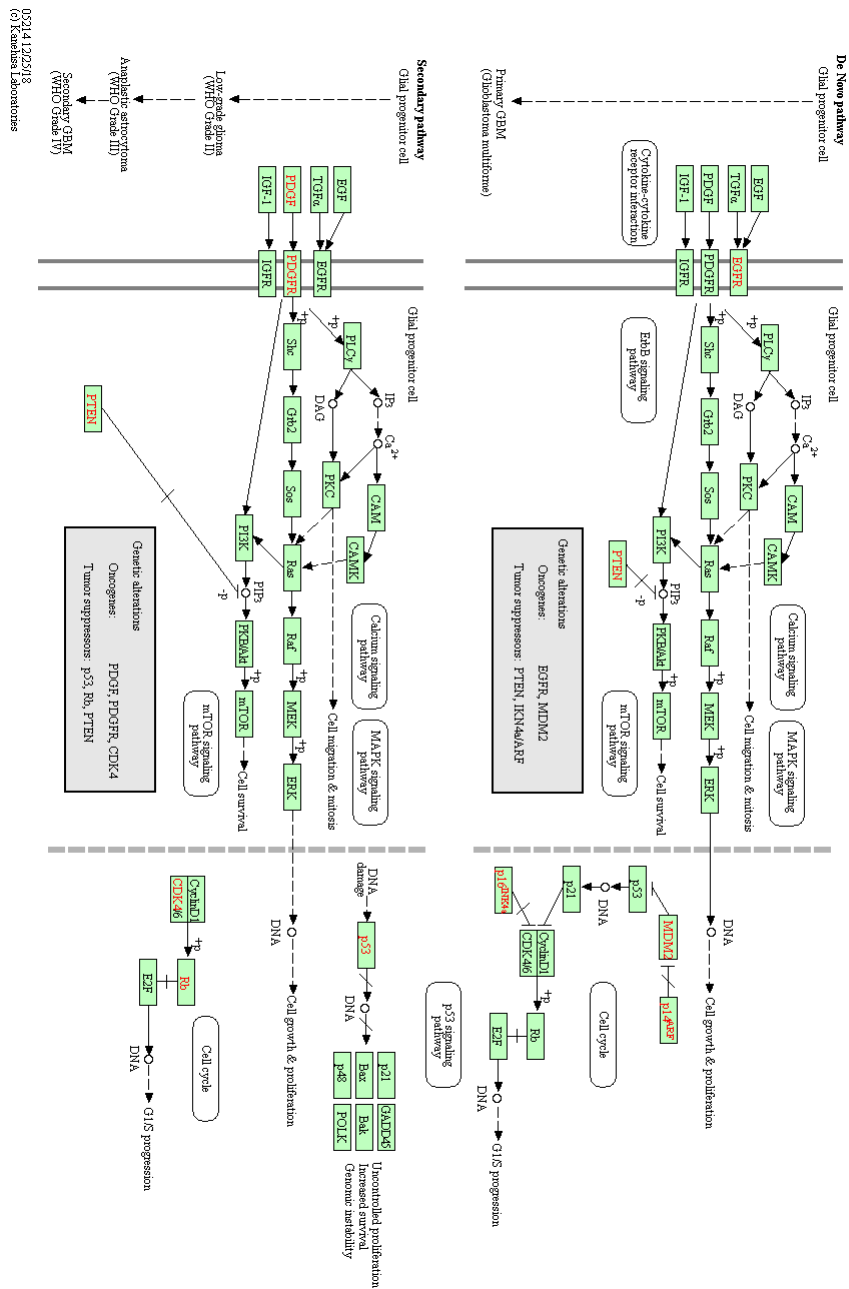 De Novo pathway
Glial progenitor cell
Primary GBM
(Glioblastoma multiforme)
Cytokine-cytokine
receptor interaction
EGF
TGFα
PDGF
IGF-1
EGFR
PDGFR
IGFR
Glial progenitor cell
ErbB signaling
pathway
+p
+p
PLCγ
Shc
IP3
DAG
Ca2+
Grb2
PKC
CAM
Sos
CAMK
Ras
PI3K
PTEN
PIP3
-p
Calcium signaling
pathway
MAPK signaling
pathway
mTOR signaling
pathway
Raf
+p
MEK
+p
ERK
PKB/Akt
+p
mTOR
Cell migration & mitosis
Cell survival
Genetic alterations
Oncogenes: EGFR, MDM2
Tumor suppressors: PTEN, IKN4a/ARF
DNA
Cell growth & proliferation
MDM2
p14ARF
p53
DNA
p21
p16INK4a
CyclinD1
CDK4/6
+p
Rb
E2F
DNA
G1/S progression
Cell cycle
p53 signaling
pathway
Secondary pathway
Glial progenitor cell
Low-grade glioma
(WHO Grade II)
Anaplastic astrocytoma
(WHO Grade III)
Secondary GBM
(WHO Grade IV)
EGF
TGFα
PDGF
IGF-1
EGFR
PDGFR
IGFR
Glial progenitor cell
+p
+p
PLCγ
Shc
IP3
DAG
Ca2+
Grb2
PKC
CAM
Sos
CAMK
Ras
PI3K
PTEN
PIP3
-p
Calcium signaling
pathway
MAPK signaling
pathway
mTOR signaling
pathway
Raf
+p
MEK
+p
ERK
PKB/Akt
+p
mTOR
Cell migration & mitosis
Cell survival
Genetic alterations
Oncogenes: PDGF, PDGFR, CDK4
Tumor suppressors: p53, Rb, PTEN
DNA
damage
p53
DNA
p21
GADD45
Bax
Bak
p48
POLK
Uncontrolled proliferation
Increased survival
Genomic instability
DNA
Cell growth & proliferation
CyclinD1
CDK4/6
+p
Rb
E2F
DNA
G1/S progression
Cell cycle
05214 12/25/18
(c) Kanehisa Laboratories